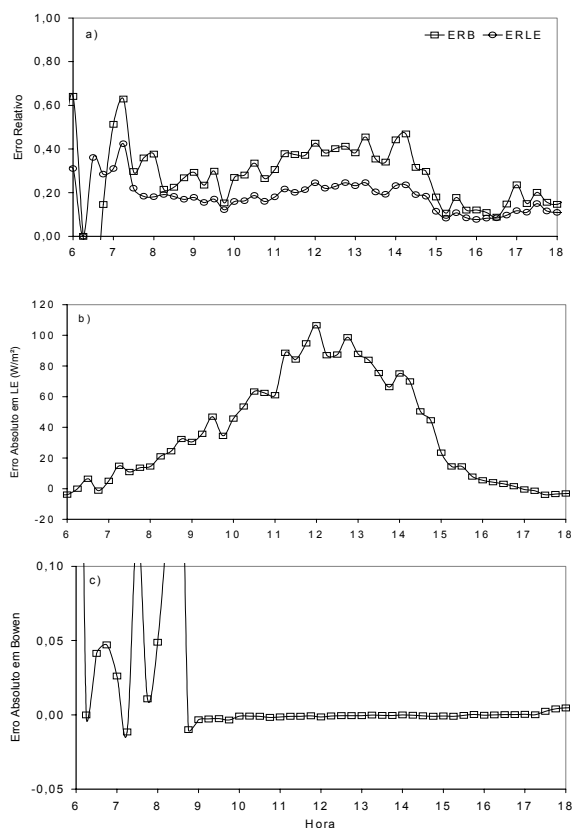 1,00
a)
ERB
ERLE
0,80
0,60
Erro Relativo
0,40
0,20
0,00
6 7 8 9 10 11 12 13 14 15 16 17 18
120
b)
100
80
60
Erro Absoluto em LE (W/m²)
40
20
0
-20
6 7 8 9 10 11 12 13 14 15 16 17 18
0,10
c)
0,05
Erro Absoluto em Bowen
0,00
-0,05
6 7 8 9 10 11 12 13 14 15 16 17 18
Hora